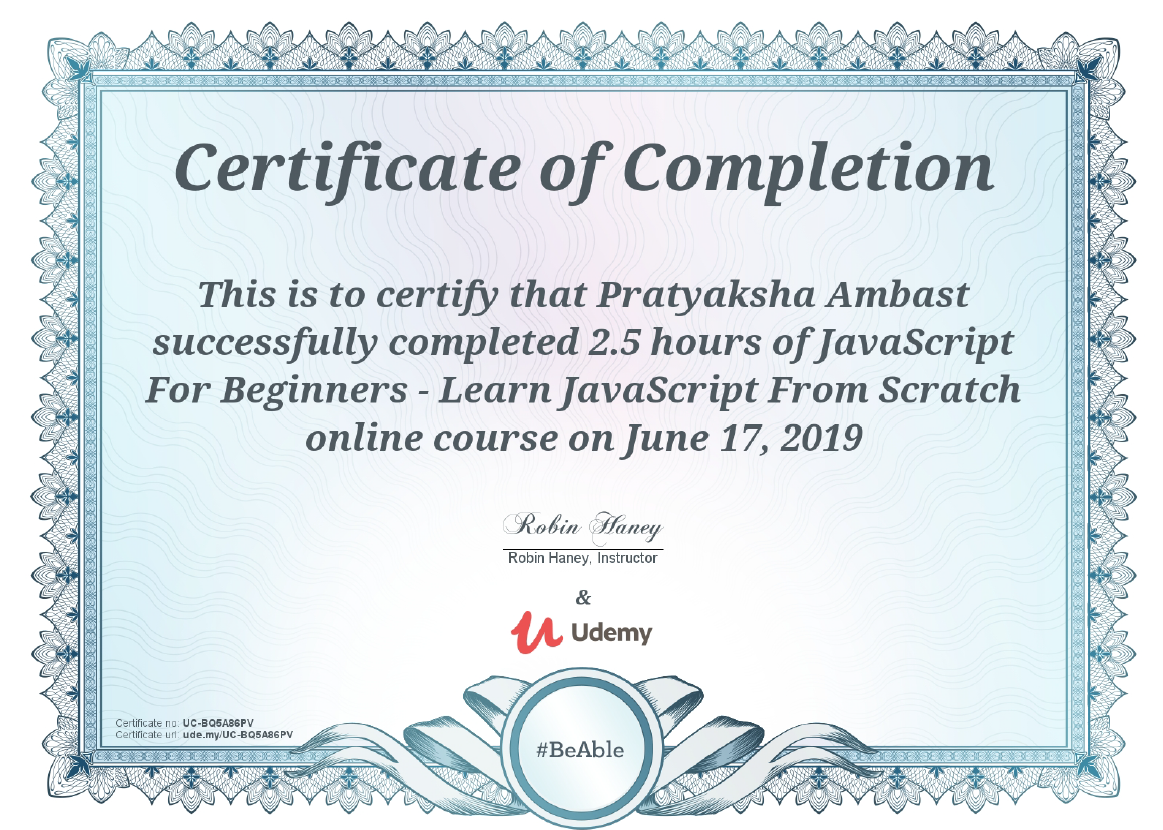 Certificate of Completion
This is to certify that Pratyaksha Ambast
successfully completed 2.5 hours of JavaScript
For Beginners - Learn JavaScript From Scratch
online course on June 17, 2019
Robin Haney
Robin Haney, Instructor
&
Udemy
#BeAble
Certificate no: UC-BQ5A86PV
Certificate url: ude.my/UC-BQ5A86PV